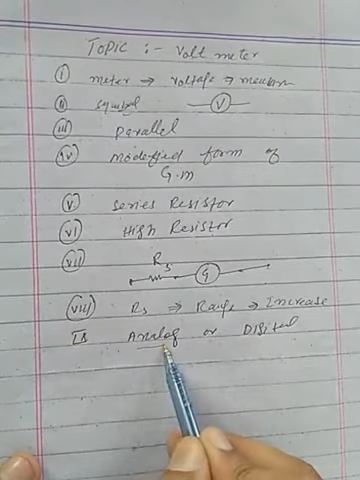 TOPIC :- Volt meter
(i) meter ⇒ voltage ⇒ measure
(ii) symbol V
(iii) parallel
(iv) modefied form of
G.m
(v) series Resistor
(vi) High Resistor
(vii) Rs G
(viii) Rs ⇒ Range ⇒ Increase
IX Analog or Digital